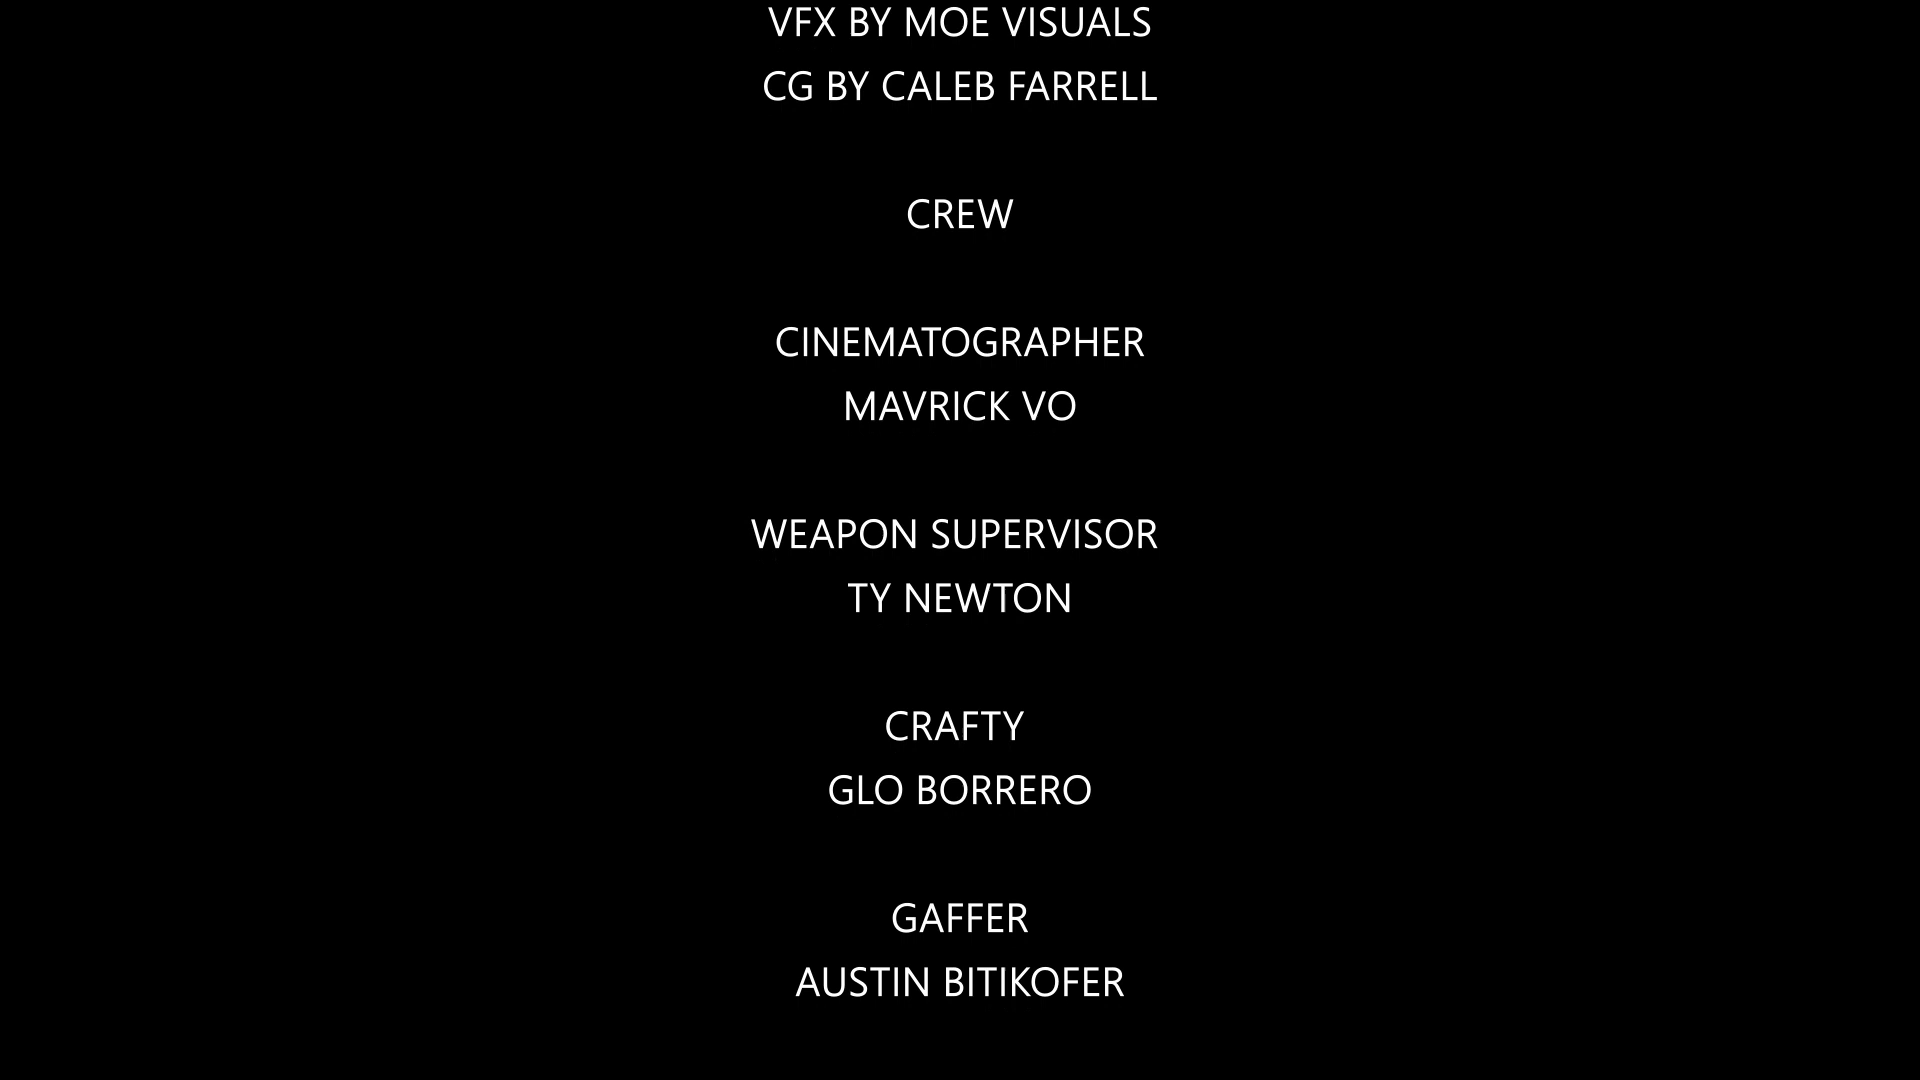 VFX BY MOE VISUALS
CG BY CALEB FARRELL
CREW
CINEMATOGRAPHER
MAVRICK VO
WEAPON SUPERVISOR
TY NEWTON
CRAFTY
GLO BORRERO
GAFFER
AUSTIN BITIKOFER